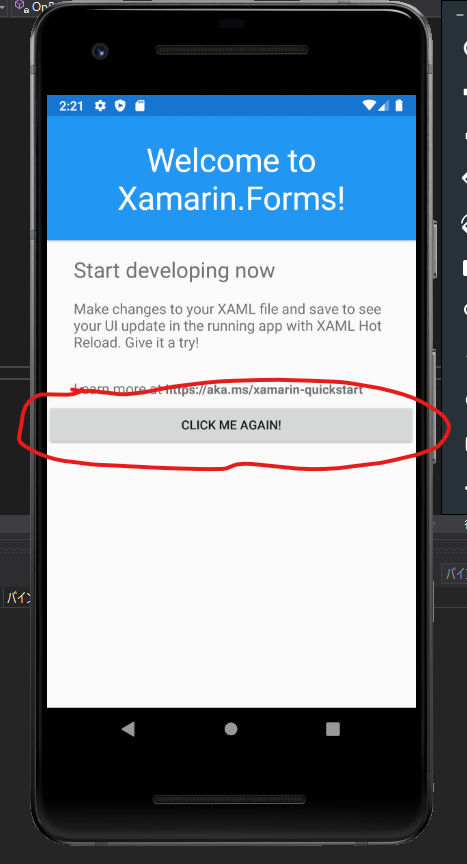 2:21
Welcome to
Xamarin.Forms!
Start developing now
Make changes to your XAML file and save to see
your UI update in the running app with XAML Hot
Reload. Give it a try!
Learn more at https://aka.ms/xamarin-quickstart
CLICK ME AGAIN!
バイ